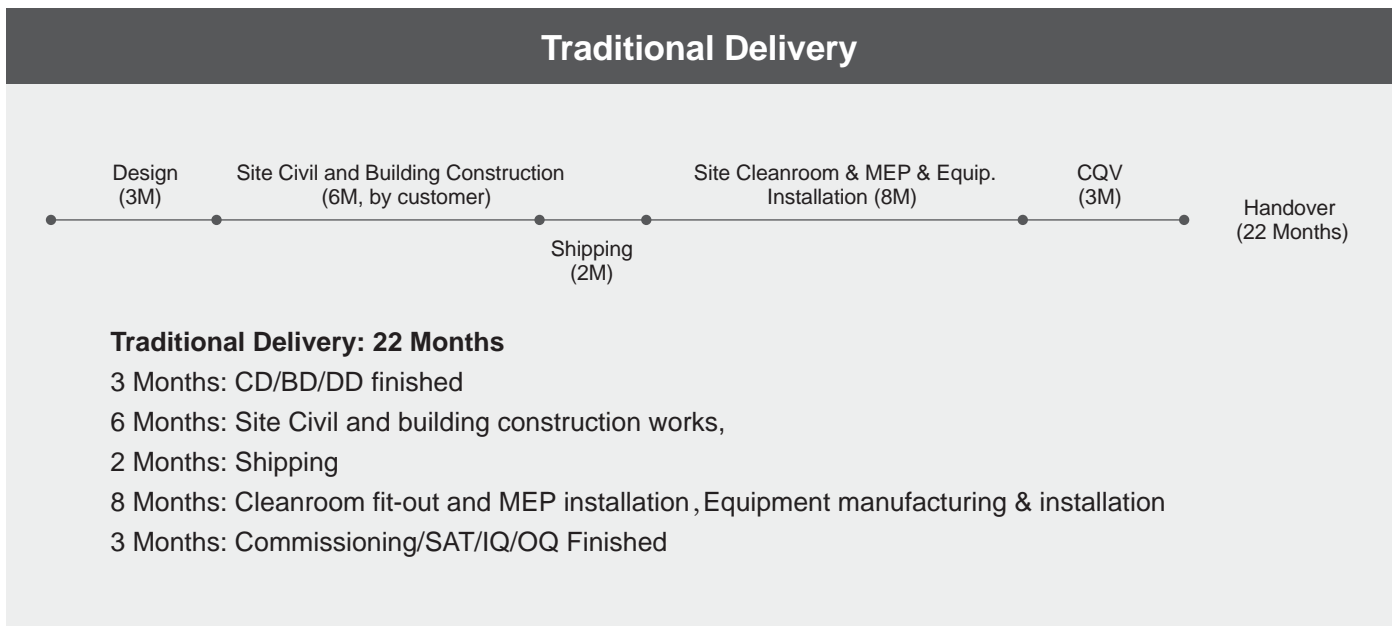 Traditional Delivery
Design
(3M)
Site Civil and Building Construction
(6M, by customer)
Shipping
(2M)
Site Cleanroom & MEP & Equip.
Installation (8M)
CQV
(3M)
Handover
(22 Months)
Traditional Delivery: 22 Months
3 Months: CD/BD/DD finished
6 Months: Site Civil and building construction works,
2 Months: Shipping
8 Months: Cleanroom fit-out and MEP installation,Equipment manufacturing & installation
3 Months: Commissioning/SAT/IQ/OQ Finished